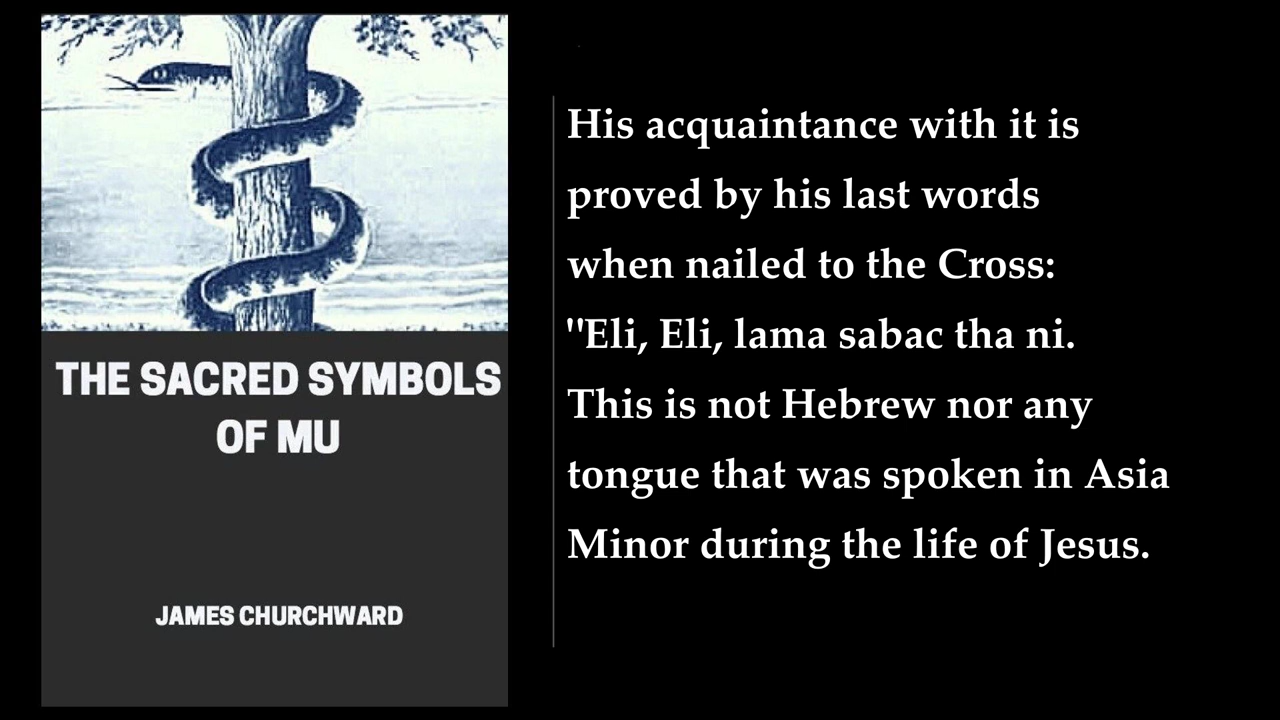 THE SACRED SYMBOLS
OF MU
JAMES CHURCHWARD
His acquaintance with it is
proved by his last words
when nailed to the Cross:
"Eli, Eli, lama sabac tha ni.
This is not Hebrew nor any
tongue that was spoken in Asia
Minor during the life of Jesus.